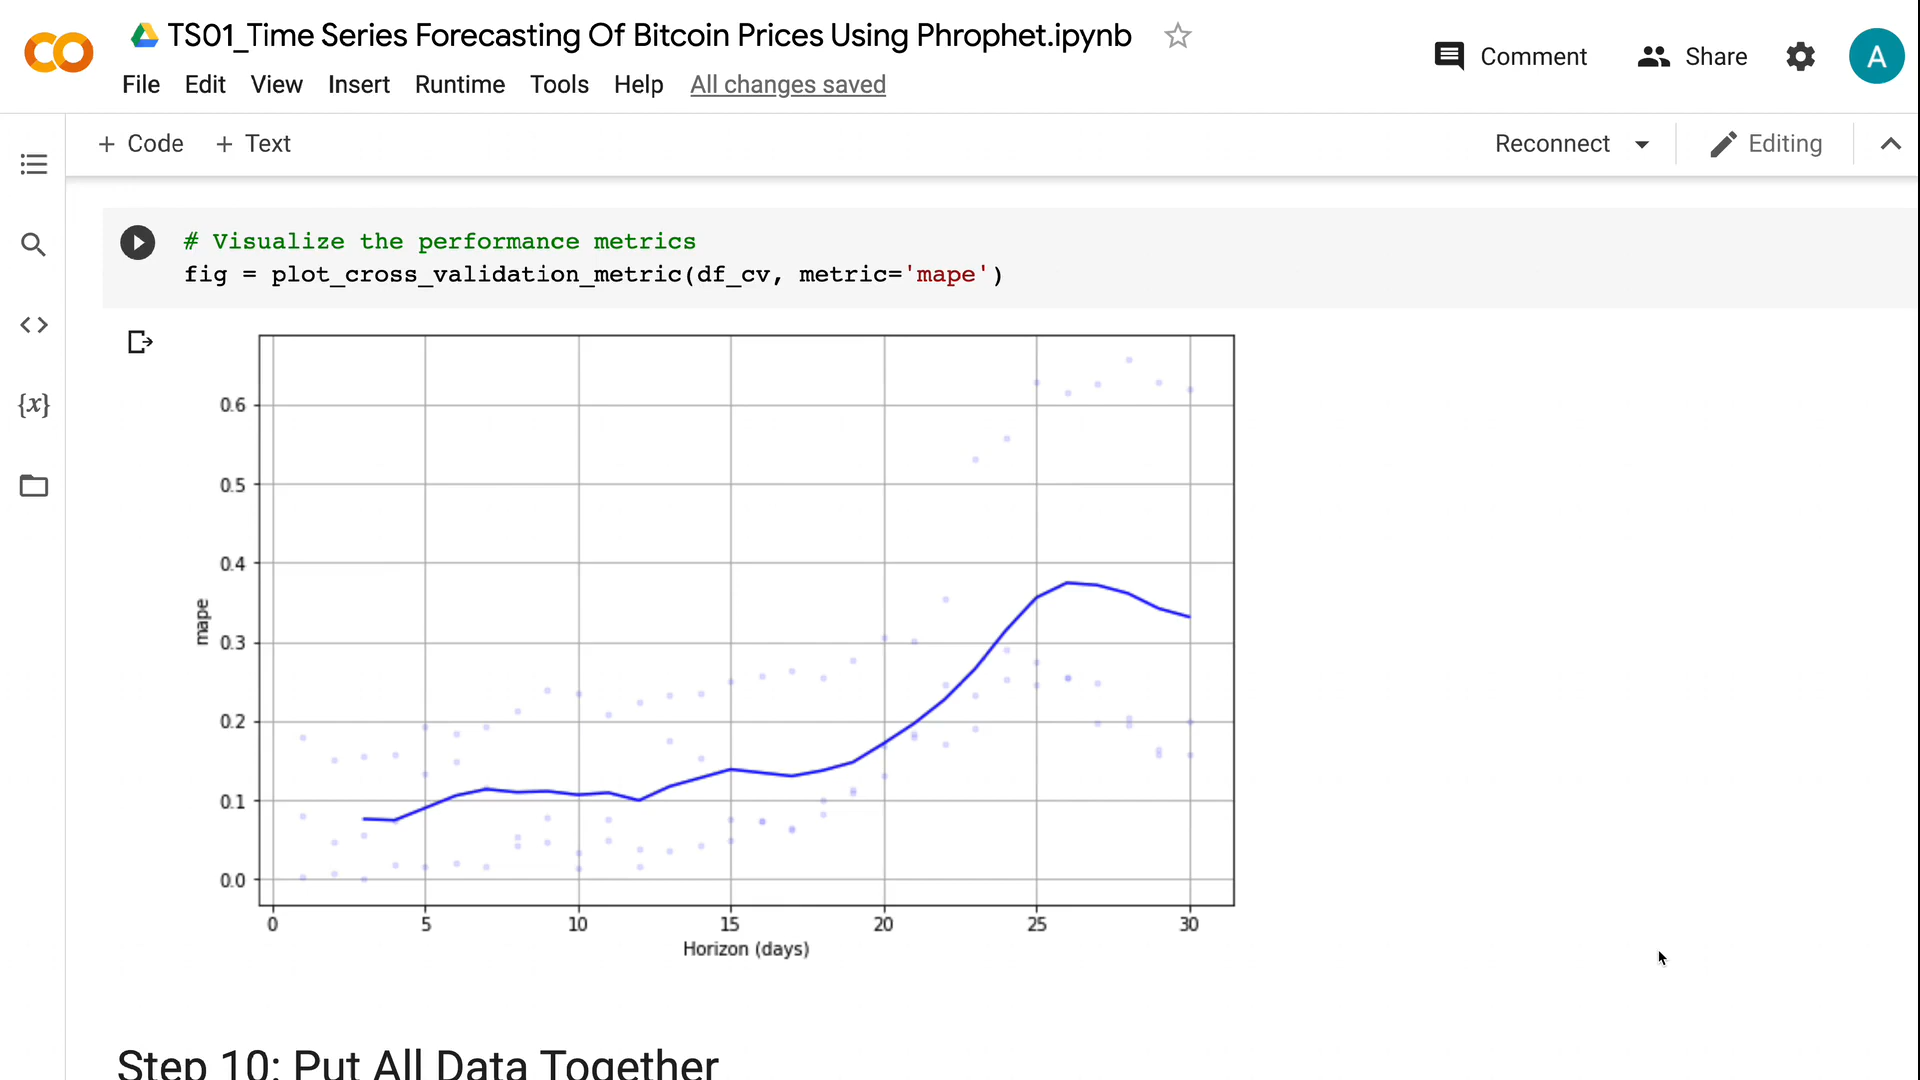 TS01_Time Series Forecasting Of Bitcoin Prices Using Phrophet.ipynb
File Edit View Insert Runtime Tools Help All changes saved
Comment Share A
+ Code + Text
Reconnect Editing
{x}
# Visualize the performance metrics
fig = plot_cross_validation_metric(df_cv, metric='mape')
0.6
0.5
0.4
0.3
0.2
0.1
0.0
mape
0 5 10 15 20 25 30
Horizon (days)
Step 10: Put All Data Together